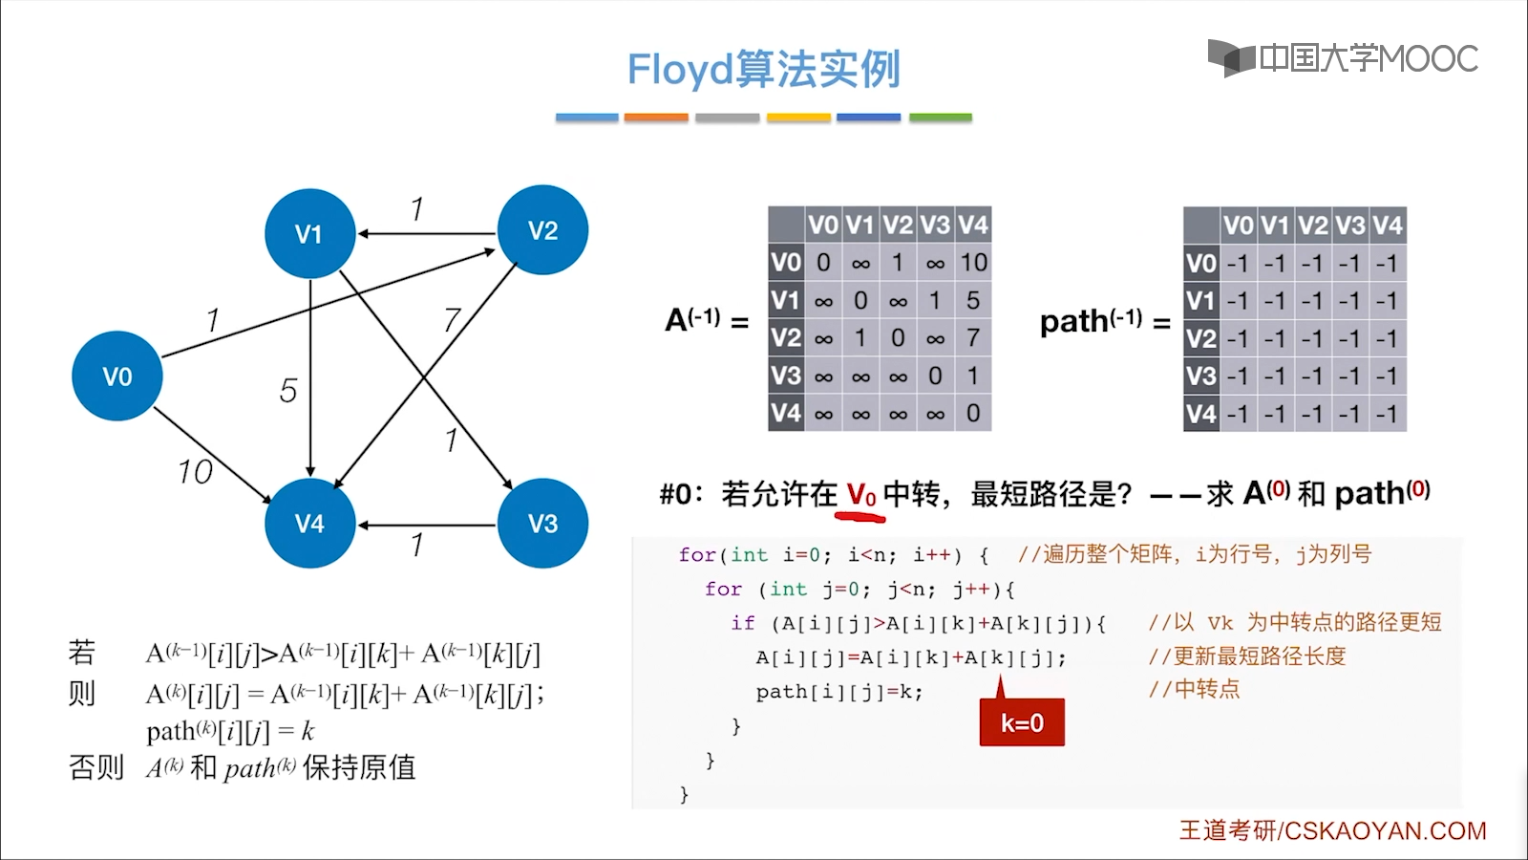 Floyd算法实例
中国大学MOOC
V1
V2
V0
V4
V3
1
1
7
5
1
10
1
A(-1) =
V0 V1 V2 V3 V4
V0 0 ∞ 1 ∞ 10
V1 ∞ 0 ∞ 1 5
V2 ∞ 1 0 ∞ 7
V3 ∞ ∞ ∞ 0 1
V4 ∞ ∞ ∞ ∞ 0
path(-1) =
V0 V1 V2 V3 V4
V0 -1 -1 -1 -1 -1
V1 -1 -1 -1 -1 -1
V2 -1 -1 -1 -1 -1
V3 -1 -1 -1 -1 -1
V4 -1 -1 -1 -1 -1
#0：若允许在 V0 中转，最短路径是？——求 A(0) 和 path(0)
for(int i=0; i<n; i++) { //遍历整个矩阵，i为行号，j为列号
for (int j=0; j<n; j++){
if (A[i][j]>A[i][k]+A[k][j]){ //以 Vk 为中转点的路径更短
A[i][j]=A[i][k]+A[k][j]; //更新最短路径长度
path[i][j]=k; //中转点
}
}
}
k=0
若 A(k−1)[i][j]>A(k−1)[i][k]+ A(k−1)[k][j]
则 A(k)[i][j] = A(k−1)[i][k]+ A(k−1)[k][j]；
path(k)[i][j] = k
否则 A(k) 和 path(k) 保持原值
王道考研/CSKAOYAN.COM